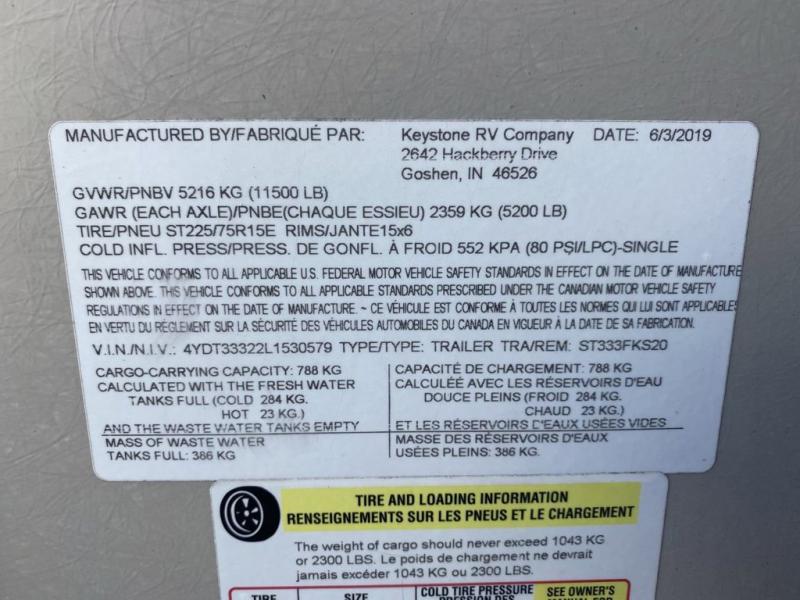 MANUFACTURED BY/FABRIQUÉ PAR: Keystone RV Company DATE: 6/3/2019
2642 Hackberry Drive
Goshen, IN 46526
GVWR/PNBV 5216 KG (11500 LB)
GAWR (EACH AXLE)/PNBE(CHAQUE ESSIEU) 2359 KG (5200 LB)
TIRE/PNEU ST225/75R15E RIMS/JANTE15x6
COLD INFL. PRESS/PRESS. DE GONFL. À FROID 552 KPA (80 PSI/LPC)-SINGLE
THIS VEHICLE CONFORMS TO ALL APPLICABLE U.S. FEDERAL MOTOR VEHICLE SAFETY STANDARDS IN EFFECT ON THE DATE OF MANUFACTURE
SHOWN ABOVE. THIS VEHICLE CONFORMS TO ALL APPLICABLE STANDARDS PRESCRIBED UNDER THE CANADIAN MOTOR VEHICLE SAFETY
REGULATIONS IN EFFECT ON THE DATE OF MANUFACTURE. ~ CE VÉHICULE EST CONFORME À TOUTES LES NORMES QUI LUI SONT APPLICABLES
EN VERTU DU RÉGLEMENT SUR LA SÉCURITÉ DES VÉHICULES AUTOMOBILES DU CANADA EN VIGUEUR À LA DATE DE SA FABRICATION.
V.I.N./N.I.V.: 4YDT33322L1530579 TYPE/TYPE: TRAILER TRA/REM: ST333FKS20
CARGO-CARRYING CAPACITY: 788 KG
CALCULATED WITH THE FRESH WATER
TANKS FULL (COLD 284 KG.
HOT 23 KG.)
AND THE WASTE WATER TANKS EMPTY
MASS OF WASTE WATER
TANKS FULL: 386 KG
CAPACITÉ DE CHARGEMENT: 788 KG
CALCULÉE AVEC LES RÉSERVOIRS D'EAU
DOUCE PLEINS (FROID 284 KG.
CHAUD 23 KG.)
ET LES RÉSERVOIRS D'EAUX USÉES VIDES
MASSE DES RÉSERVOIRS D'EAUX
USÉES PLEINS: 386 KG.
TIRE AND LOADING INFORMATION
RENSEIGNEMENTS SUR LES PNEUS ET LE CHARGEMENT
The weight of cargo should never exceed 1043 KG
or 2300 LBS. Le poids de chargement ne devrait
jamais excéder 1043 KG ou 2300 LBS.
TIRE SIZE COLD TIRE PRESSURE SEE OWNER'S
PRESSION DES MANUAL FOR